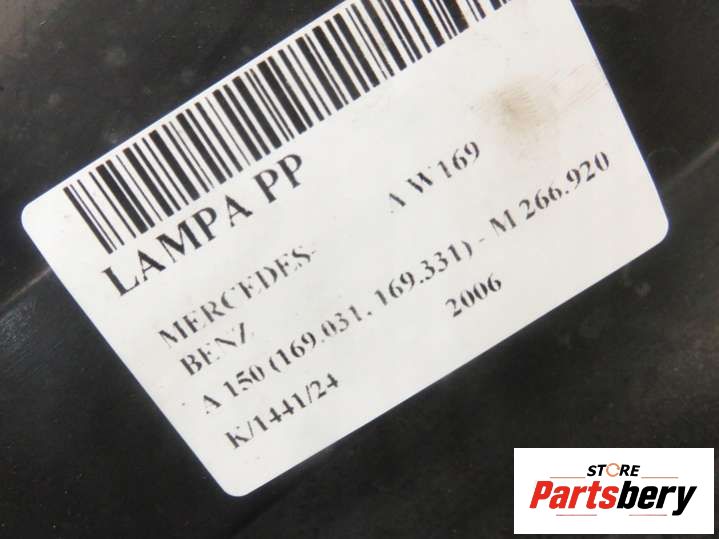 LAMPA PP
MERCEDES- A W169
BENZ
A 150 (169.031, 169.331) - M 266.920
K/1441/24 2006
STORE
Partsbery